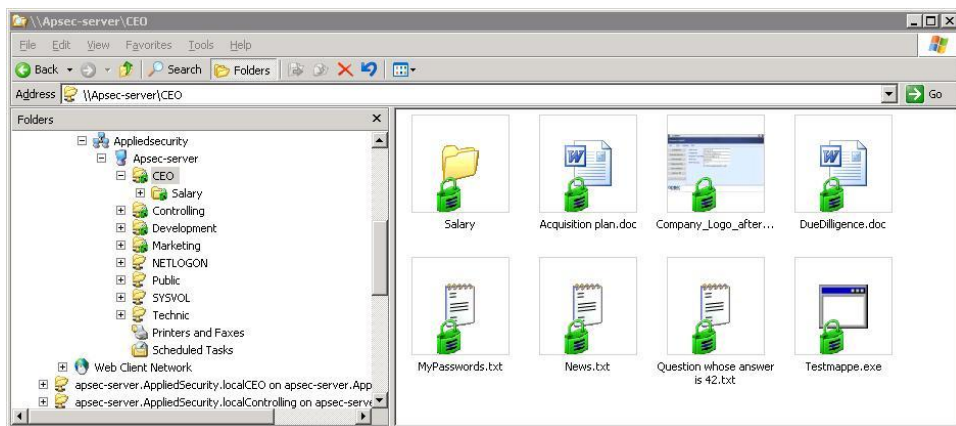 \\Apsec-server\CEO
File Edit View Favorites Tools Help
Back Search Folders
Address \\Apsec-server\CEO Go
Folders
Appliedsecurity
Apsec-server
CEO
Salary
Controlling
Development
Marketing
NETLOGON
Public
SYSVOL
Technic
Printers and Faxes
Scheduled Tasks
Web Client Network
apsec-server.AppliedSecurity.localCEO on apsec-server.App
apsec-server.AppliedSecurity.localControlling on apsec-serve
Salary
Acquisition plan.doc
Company_Logo_after...
DueDilligence.doc
MyPasswords.txt
News.txt
Question whose answer
is 42.txt
Testmappe.exe